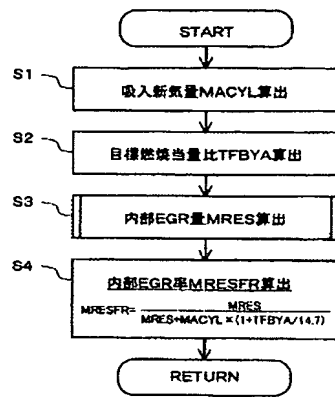 START
S1
吸入新気量MACYL算出
S2
目標燃焼当量比TFBYA算出
S3
内部EGR量MRES算出
S4
内部EGR率MRESFR算出
MRESFR= MRES
MRES+MACYL×(1+TFBYA/14.7)
RETURN